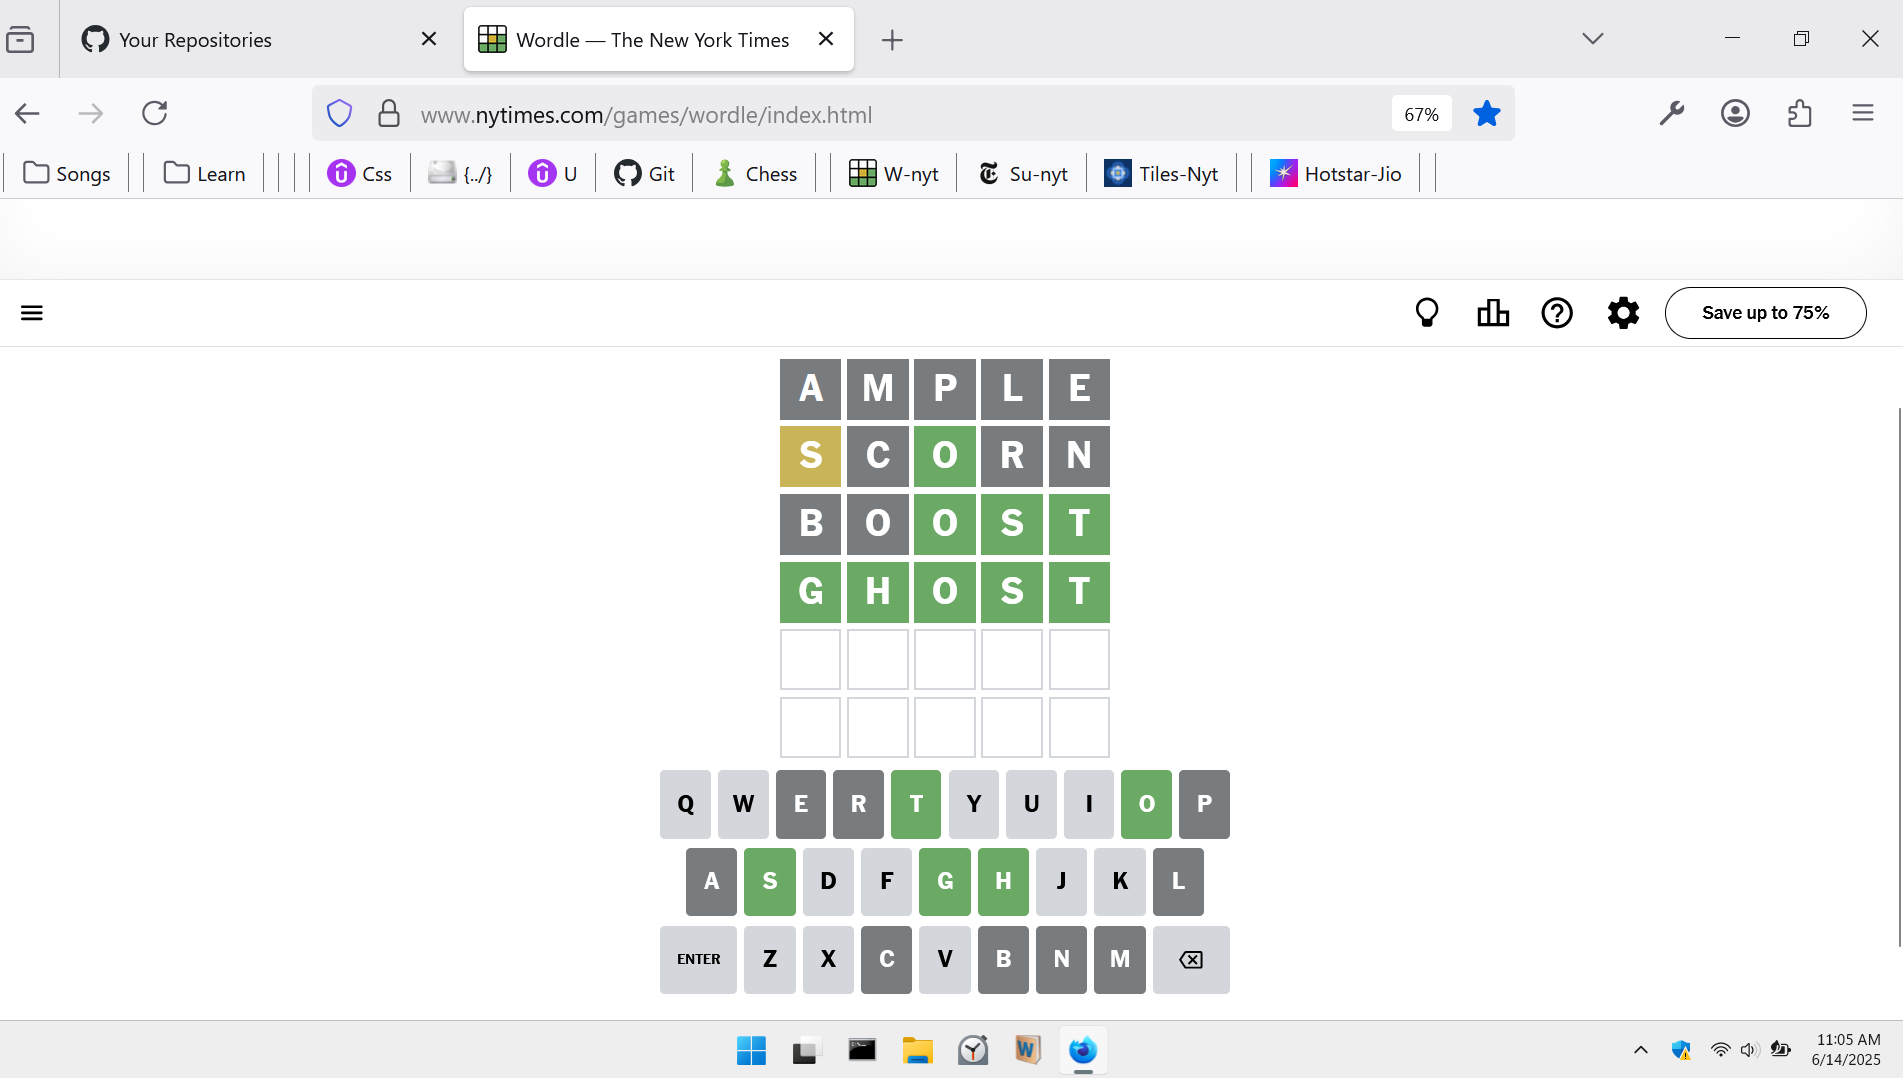 Your Repositories
Wordle — The New York Times
www.nytimes.com/games/wordle/index.html 67%
Songs Learn Css {../} U Git Chess W-nyt Su-nyt Tiles-Nyt Hotstar-Jio
Save up to 75%
A M P L E
S C O R N
B O O S T
G H O S T
Q W E R T Y U I O P
A S D F G H J K L
ENTER Z X C V B N M
W
11:05 AM
6/14/2025